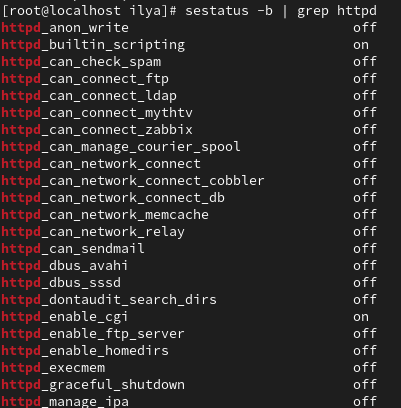 [root@localhost ilya]# sestatus -b | grep httpd
httpd_anon_write off
httpd_builtin_scripting on
httpd_can_check_spam off
httpd_can_connect_ftp off
httpd_can_connect_ldap off
httpd_can_connect_mythtv off
httpd_can_connect_zabbix off
httpd_can_manage_courier_spool off
httpd_can_network_connect off
httpd_can_network_connect_cobbler off
httpd_can_network_connect_db off
httpd_can_network_memcache off
httpd_can_network_relay off
httpd_can_sendmail off
httpd_dbus_avahi off
httpd_dbus_sssd off
httpd_dontaudit_search_dirs off
httpd_enable_cgi on
httpd_enable_ftp_server off
httpd_enable_homedirs off
httpd_execmem off
httpd_graceful_shutdown off
httpd_manage_ipa off